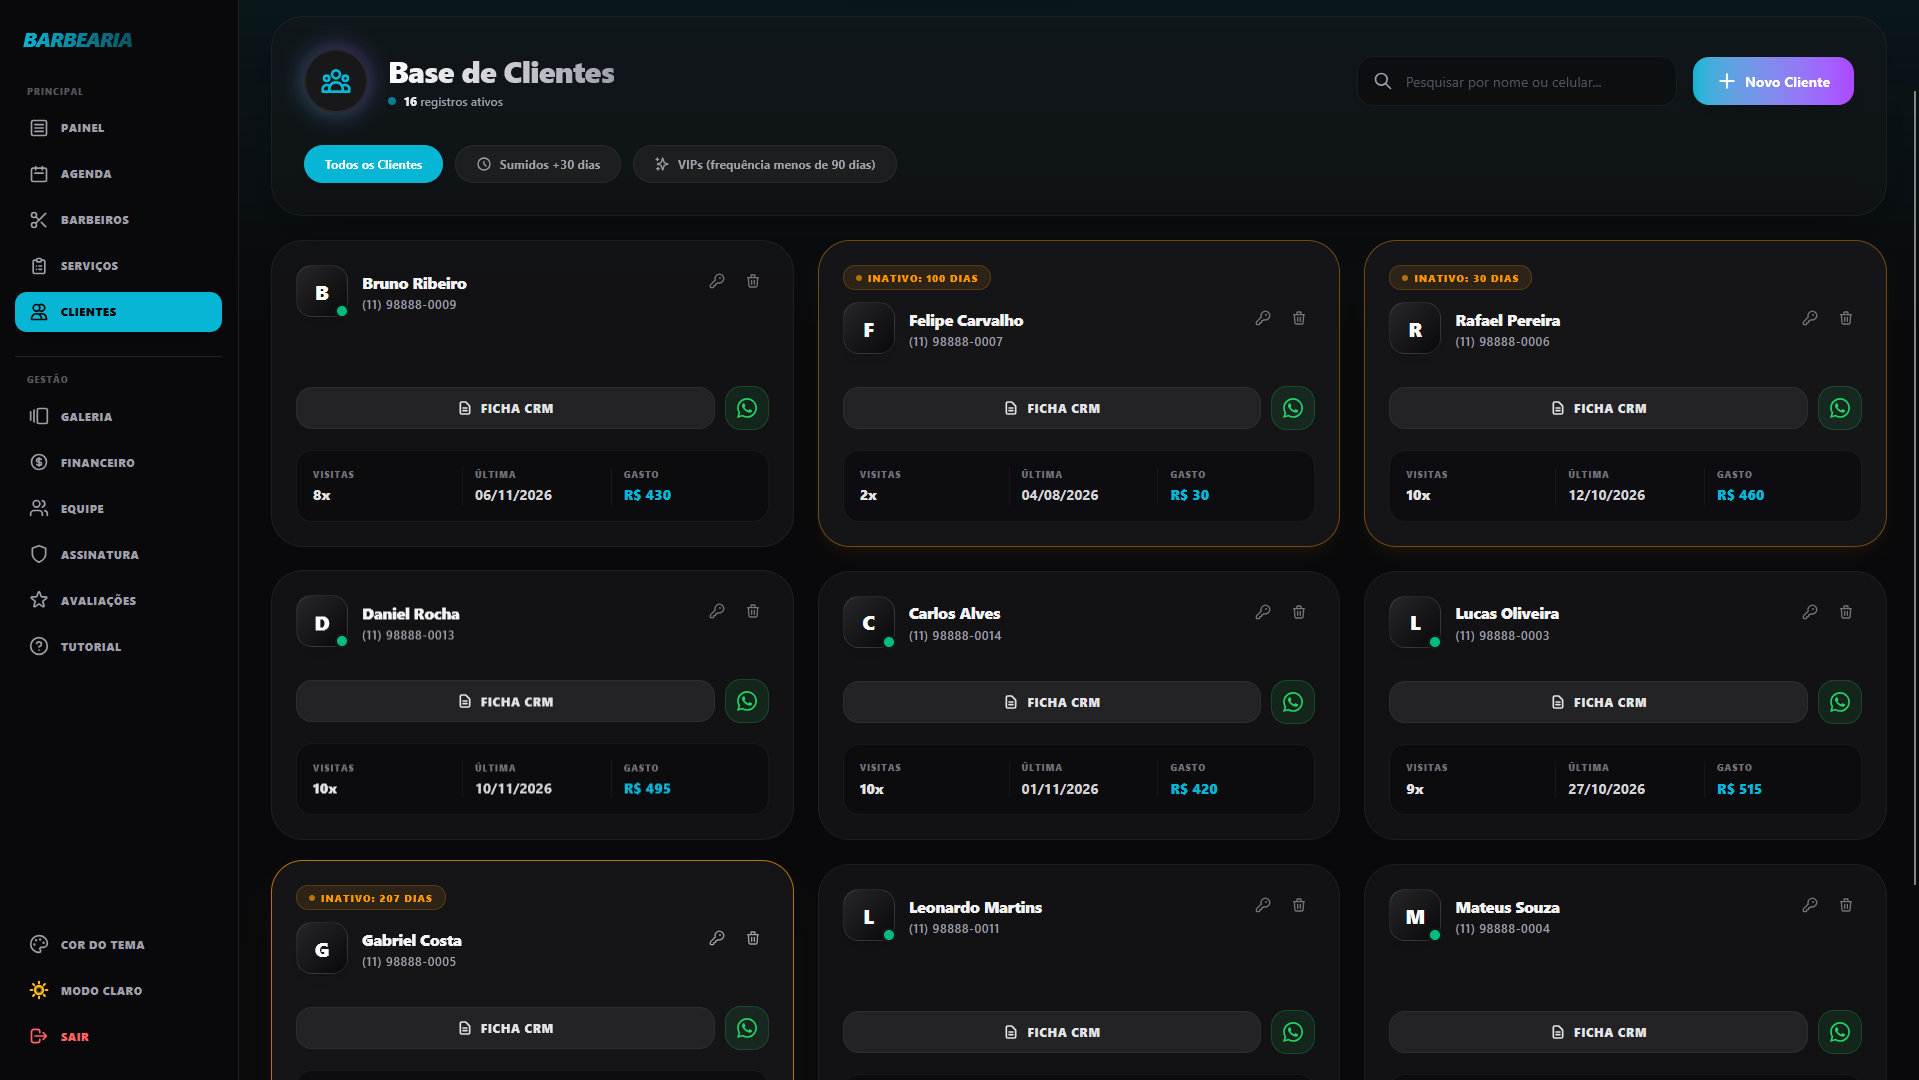 BARBEARIA
PRINCIPAL
PAINEL
AGENDA
BARBEIROS
SERVIÇOS
CLIENTES
GESTÃO
GALERIA
FINANCEIRO
EQUIPE
ASSINATURA
AVALIAÇÕES
TUTORIAL
COR DO TEMA
MODO CLARO
SAIR
Base de Clientes
16 registros ativos
Pesquisar por nome ou celular...
Novo Cliente
Todos os Clientes
Sumidos +30 dias
VIPs (frequência menos de 90 dias)
B
Bruno Ribeiro
(11) 98888-0009
FICHA CRM
VISITAS ÚLTIMA GASTO
8x 06/11/2026 R$ 430
INATIVO: 100 DIAS
F
Felipe Carvalho
(11) 98888-0007
FICHA CRM
VISITAS ÚLTIMA GASTO
2x 04/08/2026 R$ 30
INATIVO: 30 DIAS
R
Rafael Pereira
(11) 98888-0006
FICHA CRM
VISITAS ÚLTIMA GASTO
10x 12/10/2026 R$ 460
D
Daniel Rocha
(11) 98888-0013
FICHA CRM
VISITAS ÚLTIMA GASTO
10x 10/11/2026 R$ 495
C
Carlos Alves
(11) 98888-0014
FICHA CRM
VISITAS ÚLTIMA GASTO
10x 01/11/2026 R$ 420
L
Lucas Oliveira
(11) 98888-0003
FICHA CRM
VISITAS ÚLTIMA GASTO
9x 27/10/2026 R$ 515
INATIVO: 207 DIAS
G
Gabriel Costa
(11) 98888-0005
FICHA CRM
L
Leonardo Martins
(11) 98888-0011
FICHA CRM
M
Mateus Souza
(11) 98888-0004
FICHA CRM